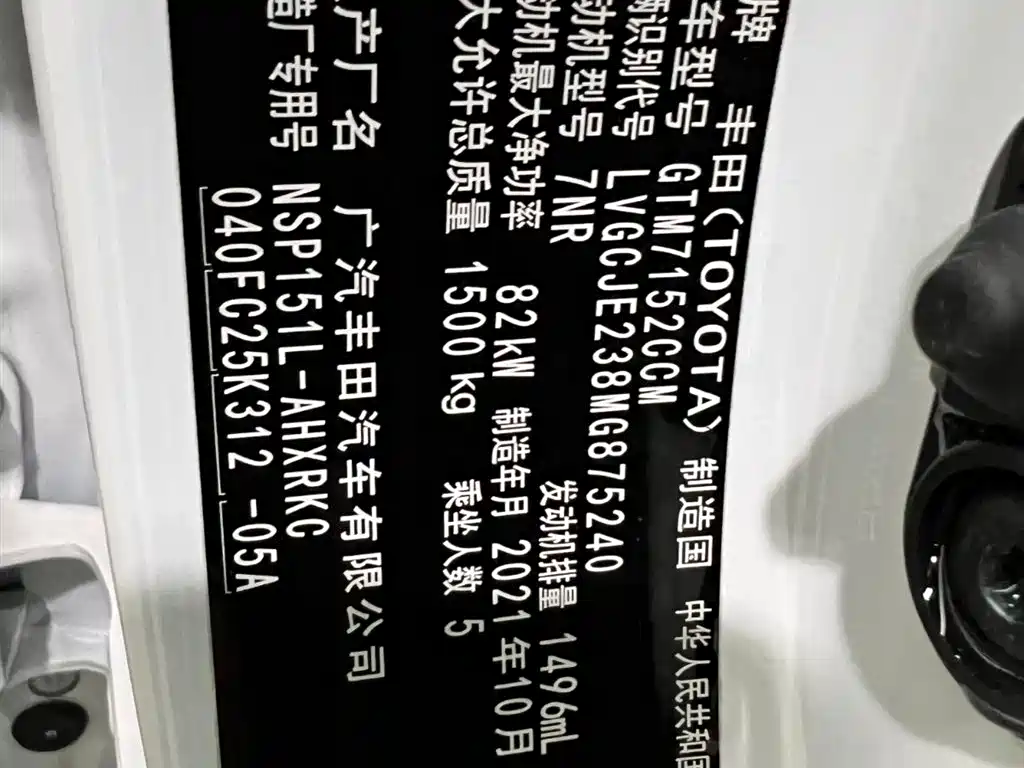 牌 丰田(TOYOTA) 制造国 中华人民共和国
车型号 GTM7152CCM
识别代号 LVGCJE238MG875240
动机型号 7NR 发动机排量 1496mL
动机最大净功率 82kW 制造年月 2021年10月
大允许总质量 1500kg 乘坐人数 5
产厂名 广汽丰田汽车有限公司
造厂专用号 NSP151L-AHXRKC
040FC25K312 -05A